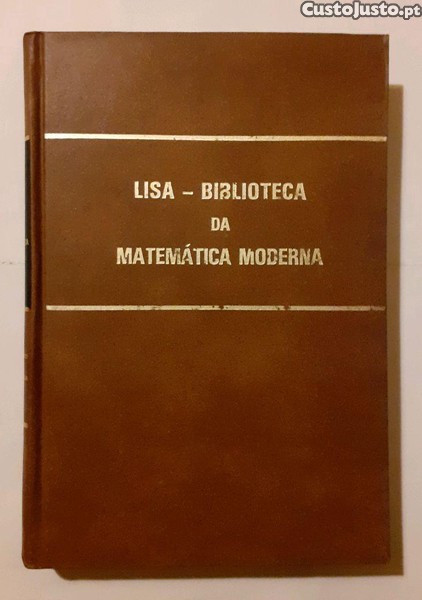 CustoJusto.pt
LISA – BIBLIOTECA
DA
MATEMÁTICA MODERNA